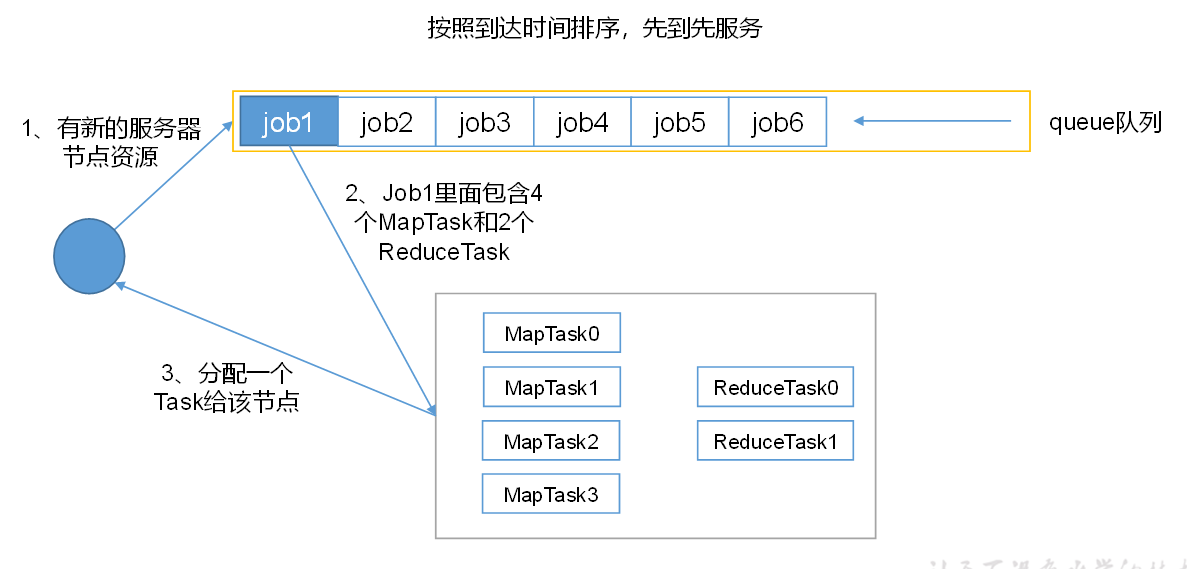 按照到达时间排序，先到先服务
1、有新的服务器
节点资源
job1
job2
job3
job4
job5
job6
queue队列
2、Job1里面包含4
个MapTask和2个
ReduceTask
3、分配一个
Task给该节点
MapTask0
MapTask1
MapTask2
MapTask3
ReduceTask0
ReduceTask1